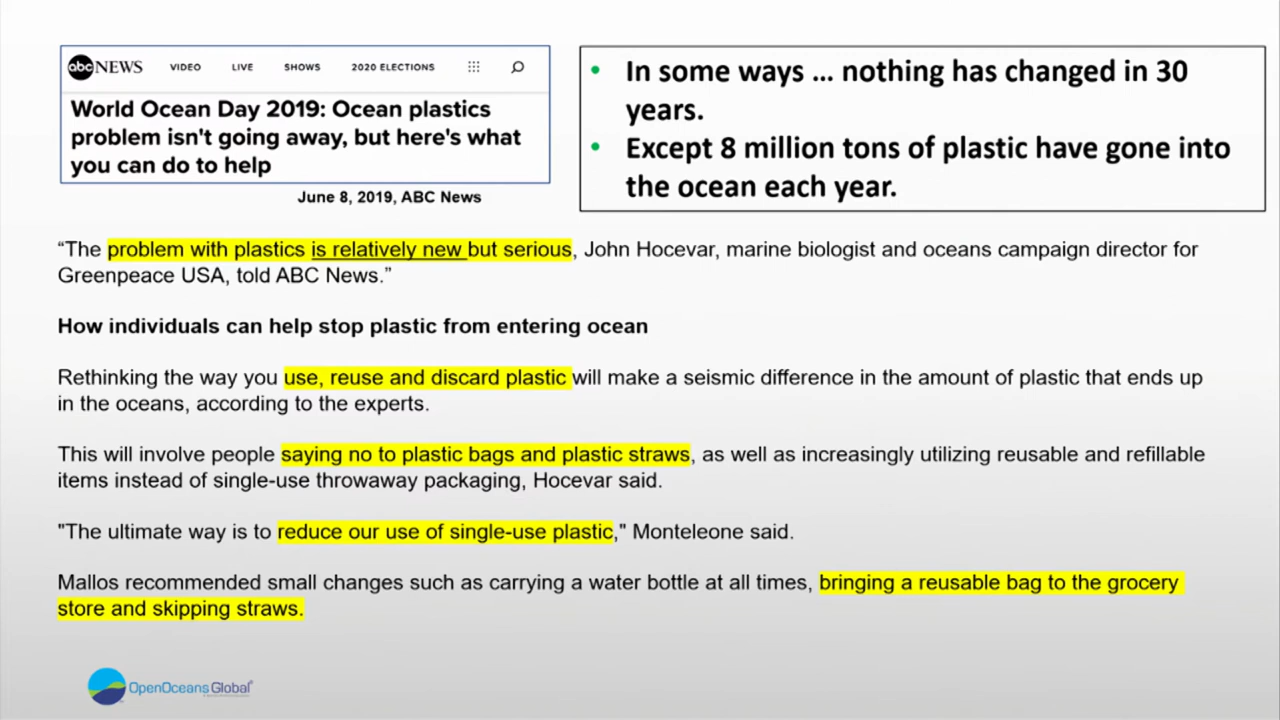 abc NEWS VIDEO LIVE SHOWS 2020 ELECTIONS
World Ocean Day 2019: Ocean plastics
problem isn't going away, but here's what
you can do to help
June 8, 2019, ABC News
• In some ways ... nothing has changed in 30
years.
• Except 8 million tons of plastic have gone into
the ocean each year.
“The problem with plastics is relatively new but serious, John Hocevar, marine biologist and oceans campaign director for
Greenpeace USA, told ABC News.”
How individuals can help stop plastic from entering ocean
Rethinking the way you use, reuse and discard plastic will make a seismic difference in the amount of plastic that ends up
in the oceans, according to the experts.
This will involve people saying no to plastic bags and plastic straws, as well as increasingly utilizing reusable and refillable
items instead of single-use throwaway packaging, Hocevar said.
"The ultimate way is to reduce our use of single-use plastic," Monteleone said.
Mallos recommended small changes such as carrying a water bottle at all times, bringing a reusable bag to the grocery
store and skipping straws.
OpenOceans Global